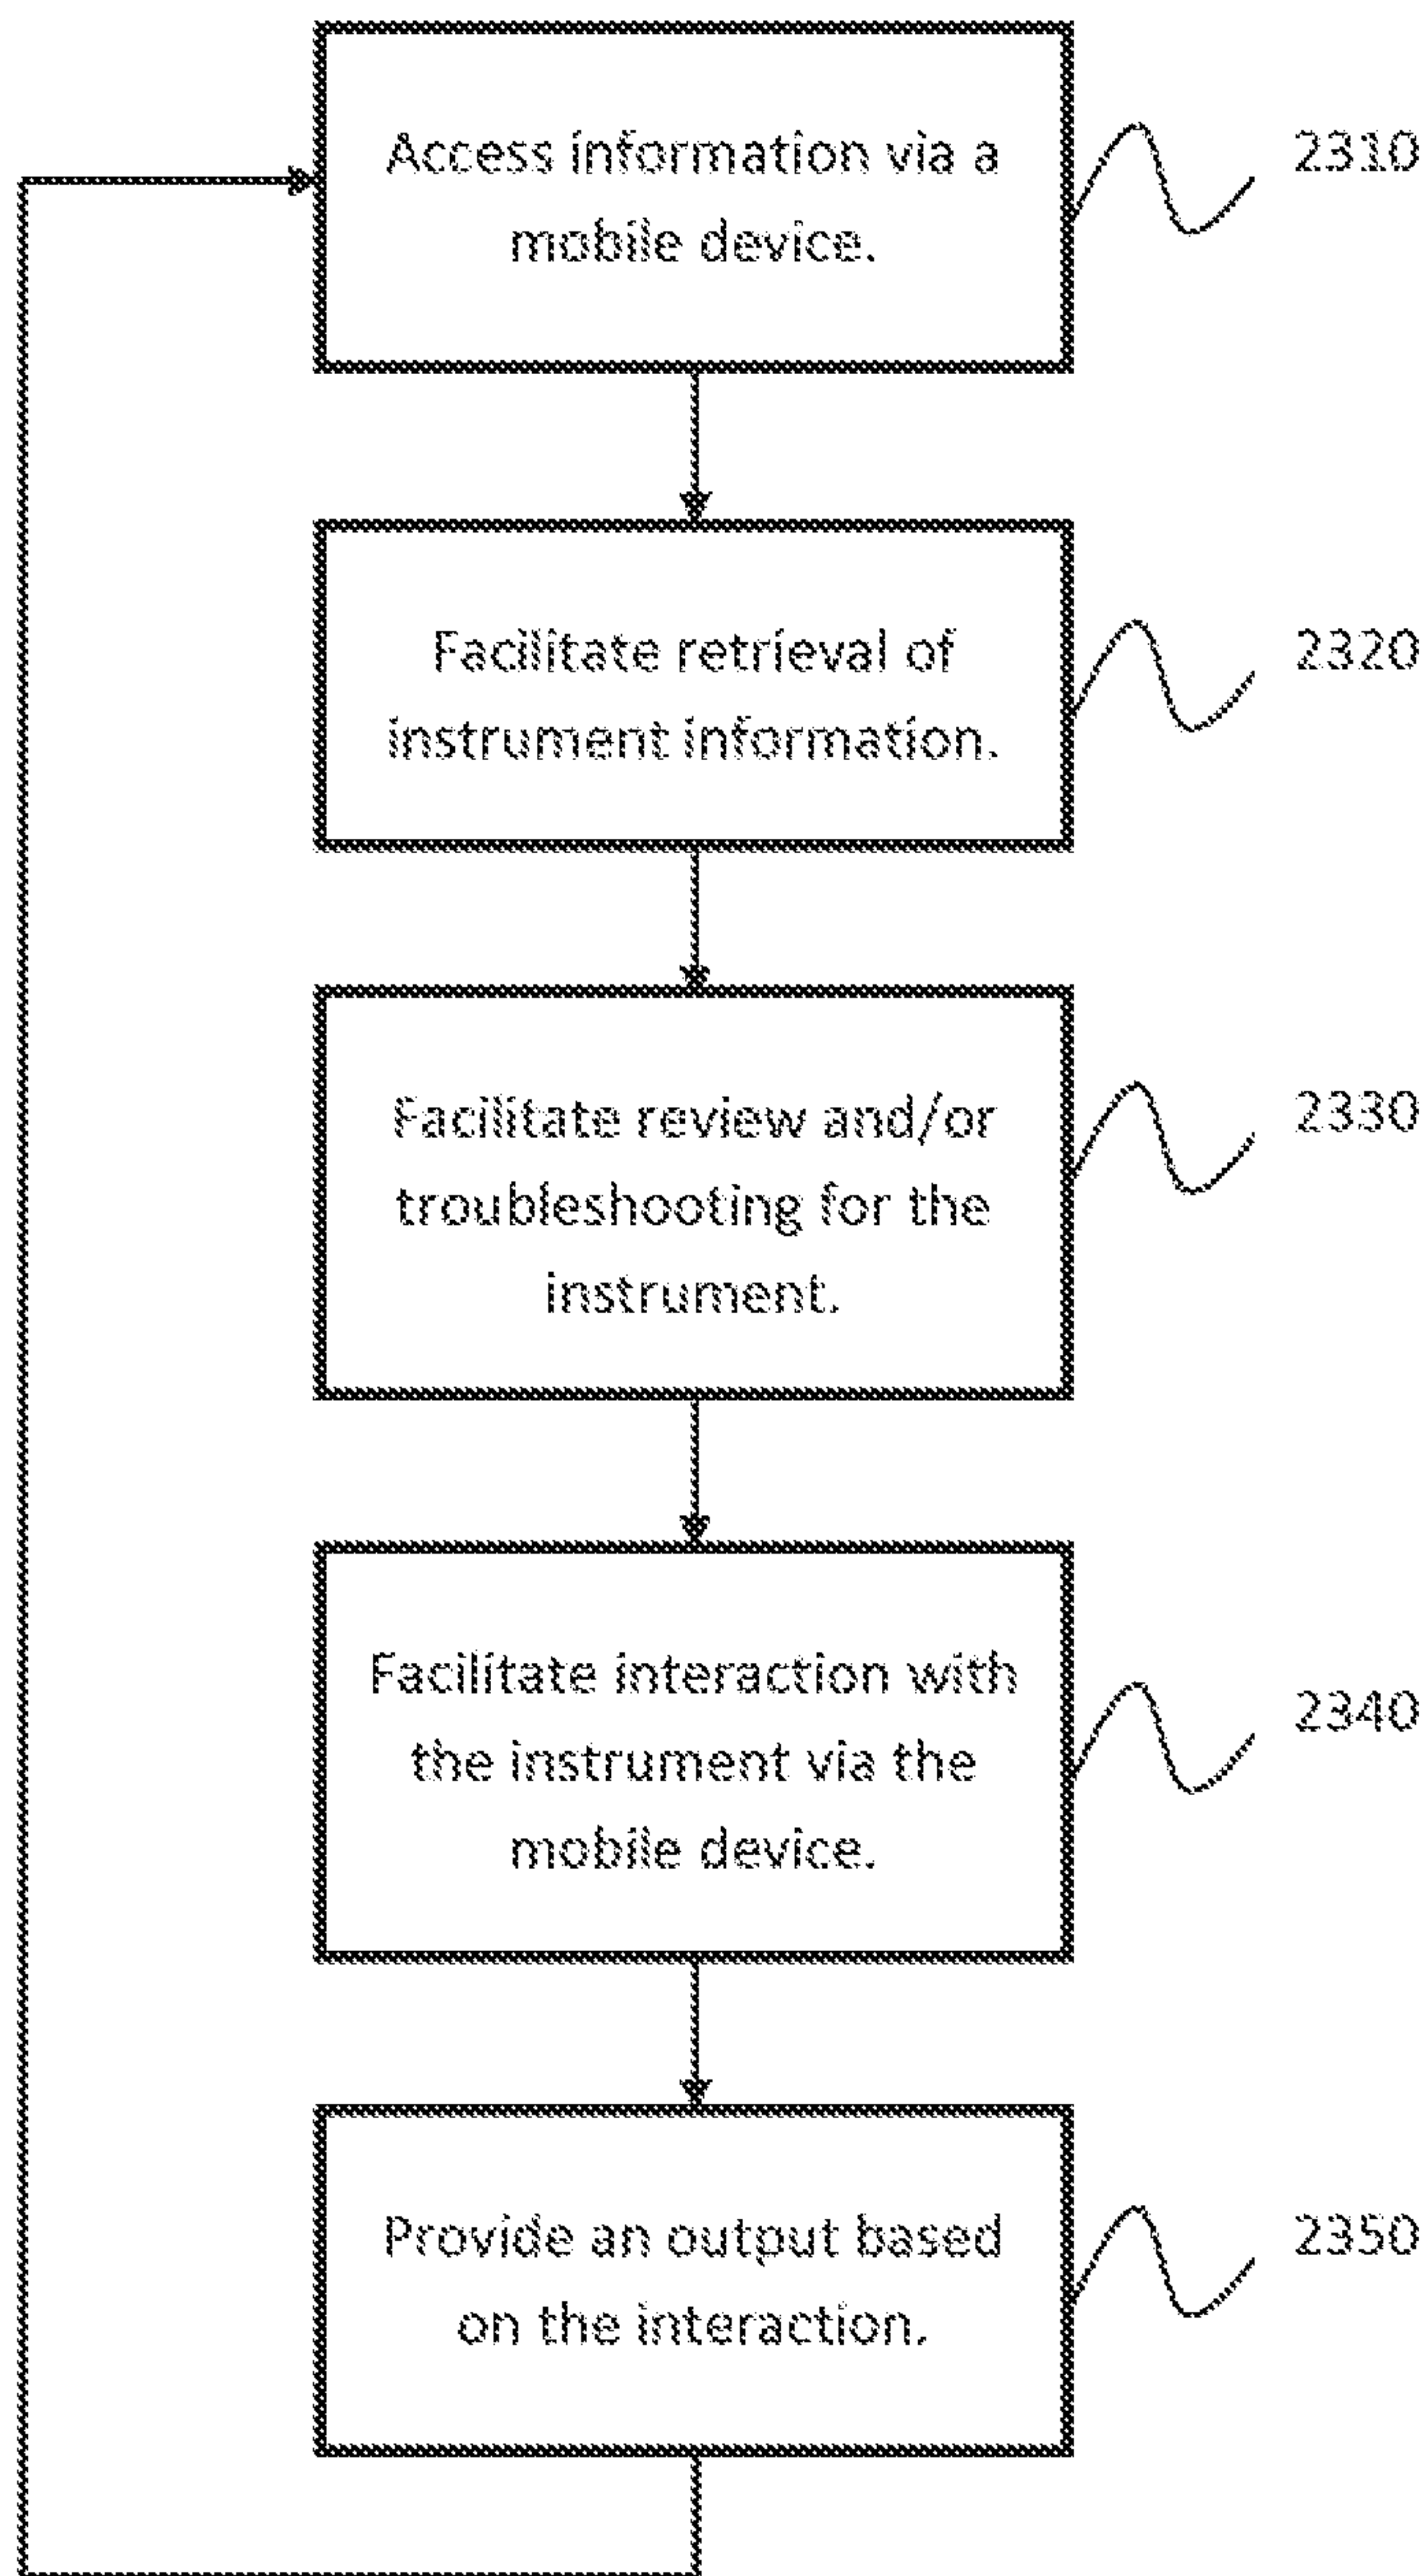 Access information via a
mobile device.
2310
Facilitate retrieval of
instrument information.
2320
Facilitate review and/or
troubleshooting for the
instrument.
2330
Facilitate interaction with
the instrument via the
mobile device.
2340
Provide an output based
on the interaction.
2350